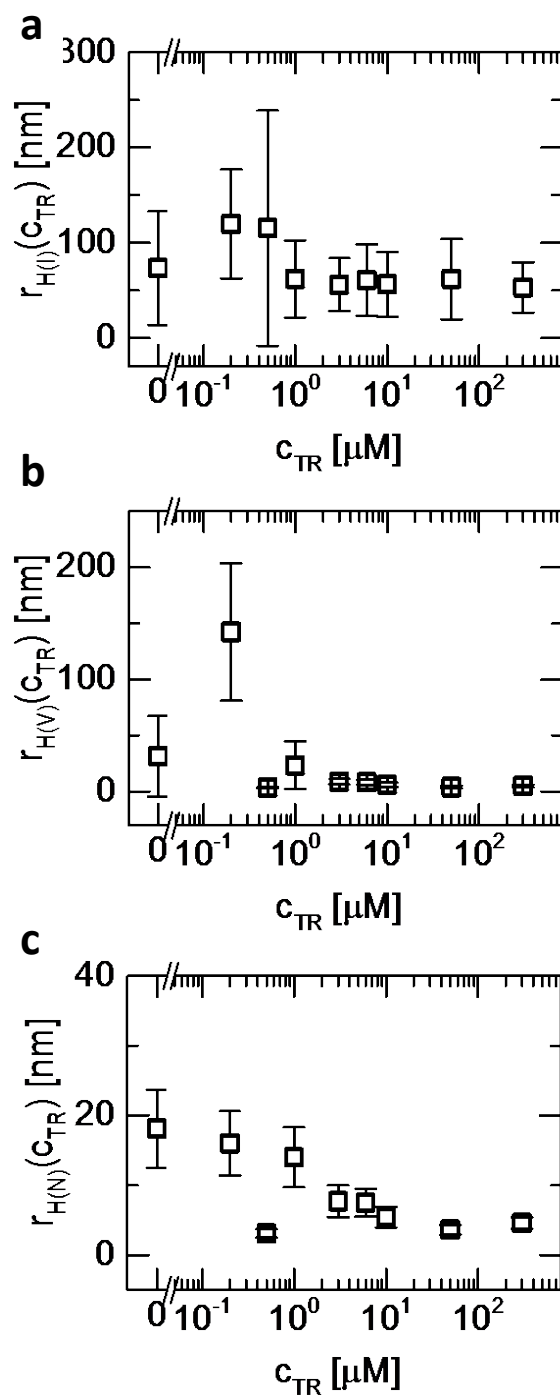 a
300
200
100
0
r_H(I)(c_TR) [nm]
0 10^-1 10^0 10^1 10^2
c_TR [μM]
b
200
100
0
r_H(V)(c_TR) [nm]
0 10^-1 10^0 10^1 10^2
c_TR [μM]
c
40
20
0
r_H(N)(c_TR) [nm]
0 10^-1 10^0 10^1 10^2
c_TR [μM]